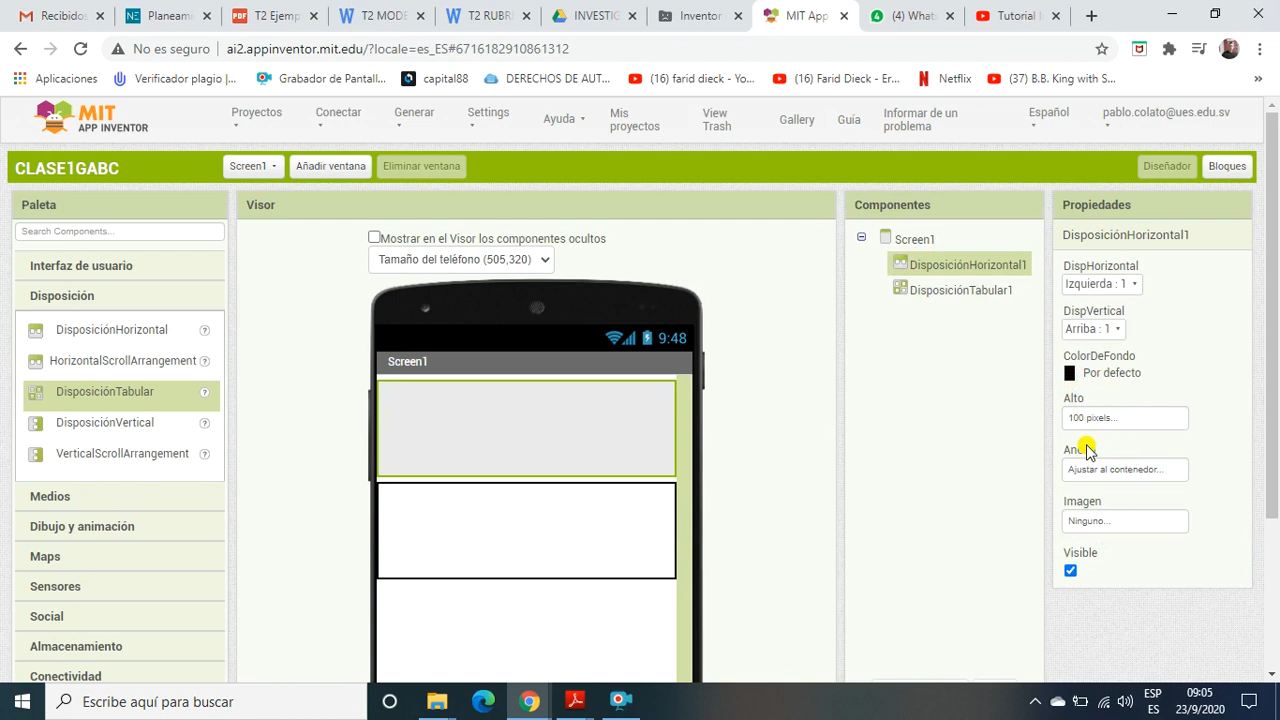 Recibidos
Planeam
T2 Ejem
T2 MODE
T2 RUBR
INVESTIG
Inventor
MIT App
(4) Whats
Tutorial In
No es seguro
ai2.appinventor.mit.edu/?locale=es_ES#6716182910861312
Aplicaciones
Verificador plagio /...
Grabador de Pantall...
capital88
DERECHOS DE AUT...
(16) farid dieck - Yo...
(16) Farid Dieck - Er...
Netflix
(37) B.B. King with S...
»
MIT
APP INVENTOR
Proyectos
Conectar
Generar
Settings
Ayuda
Mis proyectos
View Trash
Gallery
Guía
Informar de un problema
Español
pablo.colato@ues.edu.sv
CLASE1GABC
Screen1
Añadir ventana
Eliminar ventana
Diseñador
Bloques
Paleta
Search Components...
Interfaz de usuario
Disposición
DisposiciónHorizontal ?
HorizontalScrollArrangement ?
DisposiciónTabular ?
DisposiciónVertical ?
VerticalScrollArrangement ?
Medios
Dibujo y animación
Maps
Sensores
Social
Almacenamiento
Conectividad
Visor
Mostrar en el Visor los componentes ocultos
Tamaño del teléfono (505,320)
9:48
Screen1
Componentes
Screen1
DisposiciónHorizontal1
DisposiciónTabular1
Propiedades
DisposiciónHorizontal1
DispHorizontal
Izquierda : 1
DispVertical
Arriba : 1
ColorDeFondo
Por defecto
Alto
100 pixels...
Ajustar al contenedor...
Imagen
Ninguno...
Visible
Escribe aquí para buscar
ESP
ES
09:05
23/9/2020